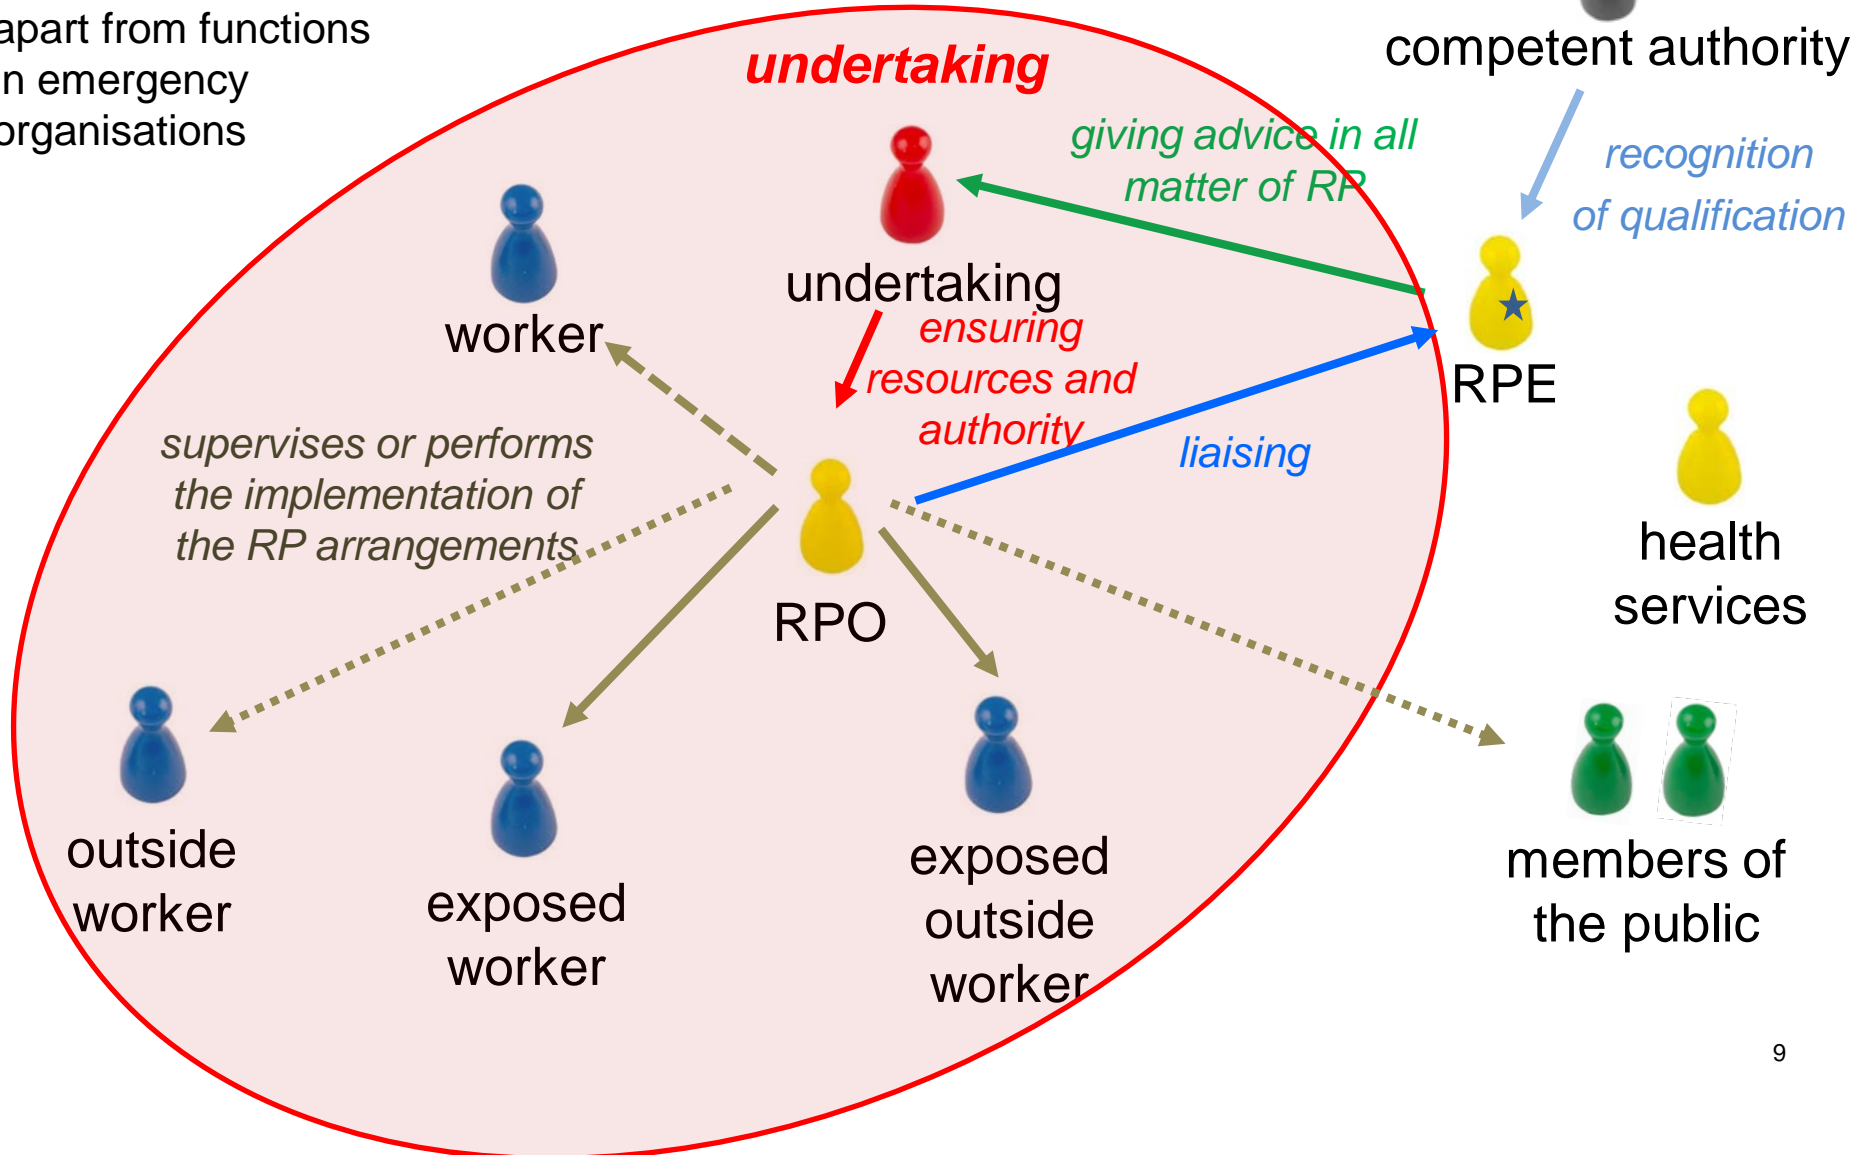 apart from functions
n emergency
organisations
undertaking
competent authority
giving advice in all
matter of RP
recognition
of qualification
undertaking
worker
ensuring
resources and
authority
RPE
supervises or performs
the implementation of
the RP arrangements
liaising
health
services
RPO
outside
worker
exposed
worker
exposed
outside
worker
members of
the public
9